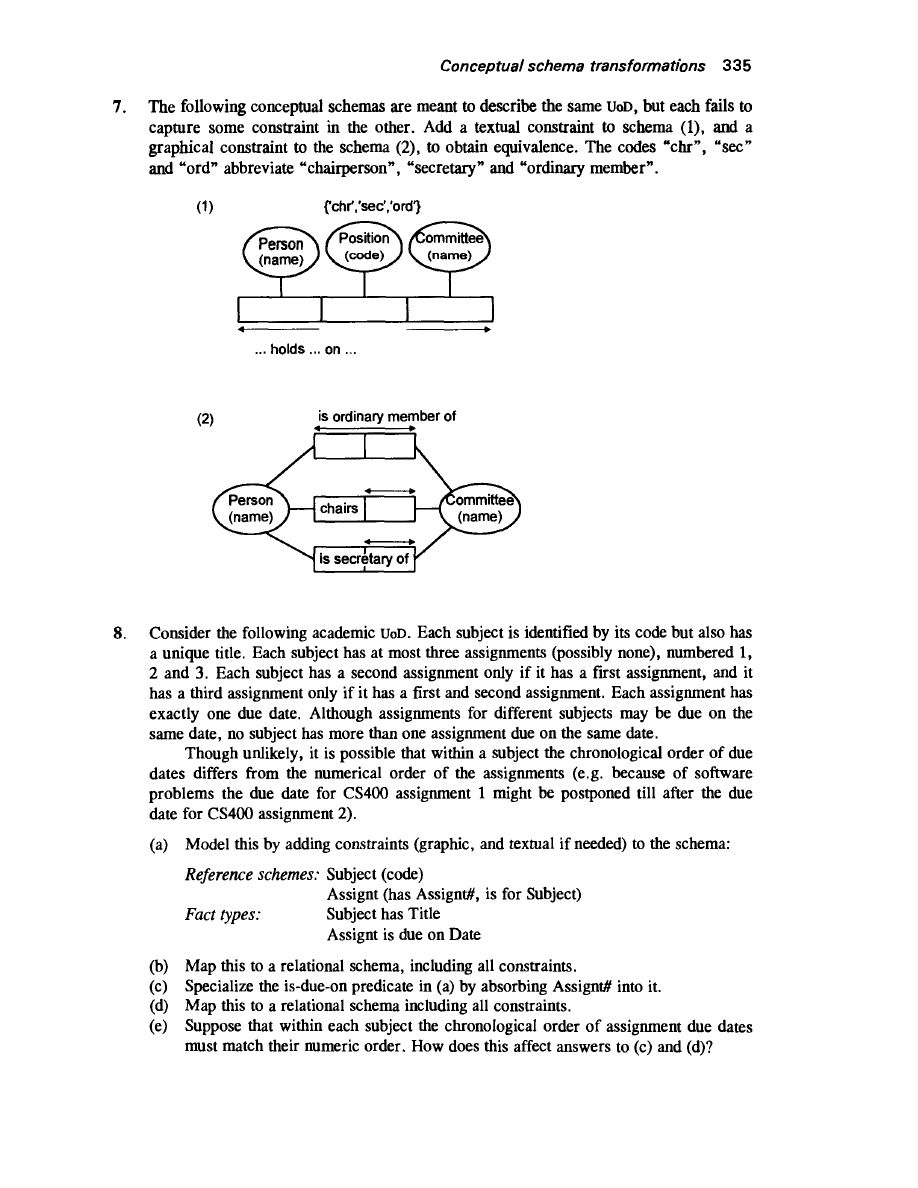 Conceptual schema transformations 335
7. The following conceptual schemas are meant to describe the same UoD, but each fails to
capture some constraint in the other. Add a textual constraint to schema (1), and a
graphical constraint to the schema (2), to obtain equivalence. The codes "chr", "sec"
and "ord" abbreviate "chairperson", "secretary" and "ordinary member".
(1) {'chr','sec','ord'}
Person Position Committee
(name) (code) (name)
... holds ... on ...
(2) is ordinary member of
Person chairs Committee
(name) (name)
is secretary of
8. Consider the following academic UoD. Each subject is identified by its code but also has
a unique title. Each subject has at most three assignments (possibly none), numbered 1,
2 and 3. Each subject has a second assignment only if it has a first assignment, and it
has a third assignment only if it has a first and second assignment. Each assignment has
exactly one due date. Although assignments for different subjects may be due on the
same date, no subject has more than one assignment due on the same date.
Though unlikely, it is possible that within a subject the chronological order of due
dates differs from the numerical order of the assignments (e.g. because of software
problems the due date for CS400 assignment 1 might be postponed till after the due
date for CS400 assignment 2).
(a) Model this by adding constraints (graphic, and textual if needed) to the schema:
Reference schemes: Subject (code)
Assignt (has Assignt#, is for Subject)
Fact types: Subject has Title
Assignt is due on Date
(b) Map this to a relational schema, including all constraints.
(c) Specialize the is-due-on predicate in (a) by absorbing Assignt# into it.
(d) Map this to a relational schema including all constraints.
(e) Suppose that within each subject the chronological order of assignment due dates
must match their numeric order. How does this affect answers to (c) and (d)?